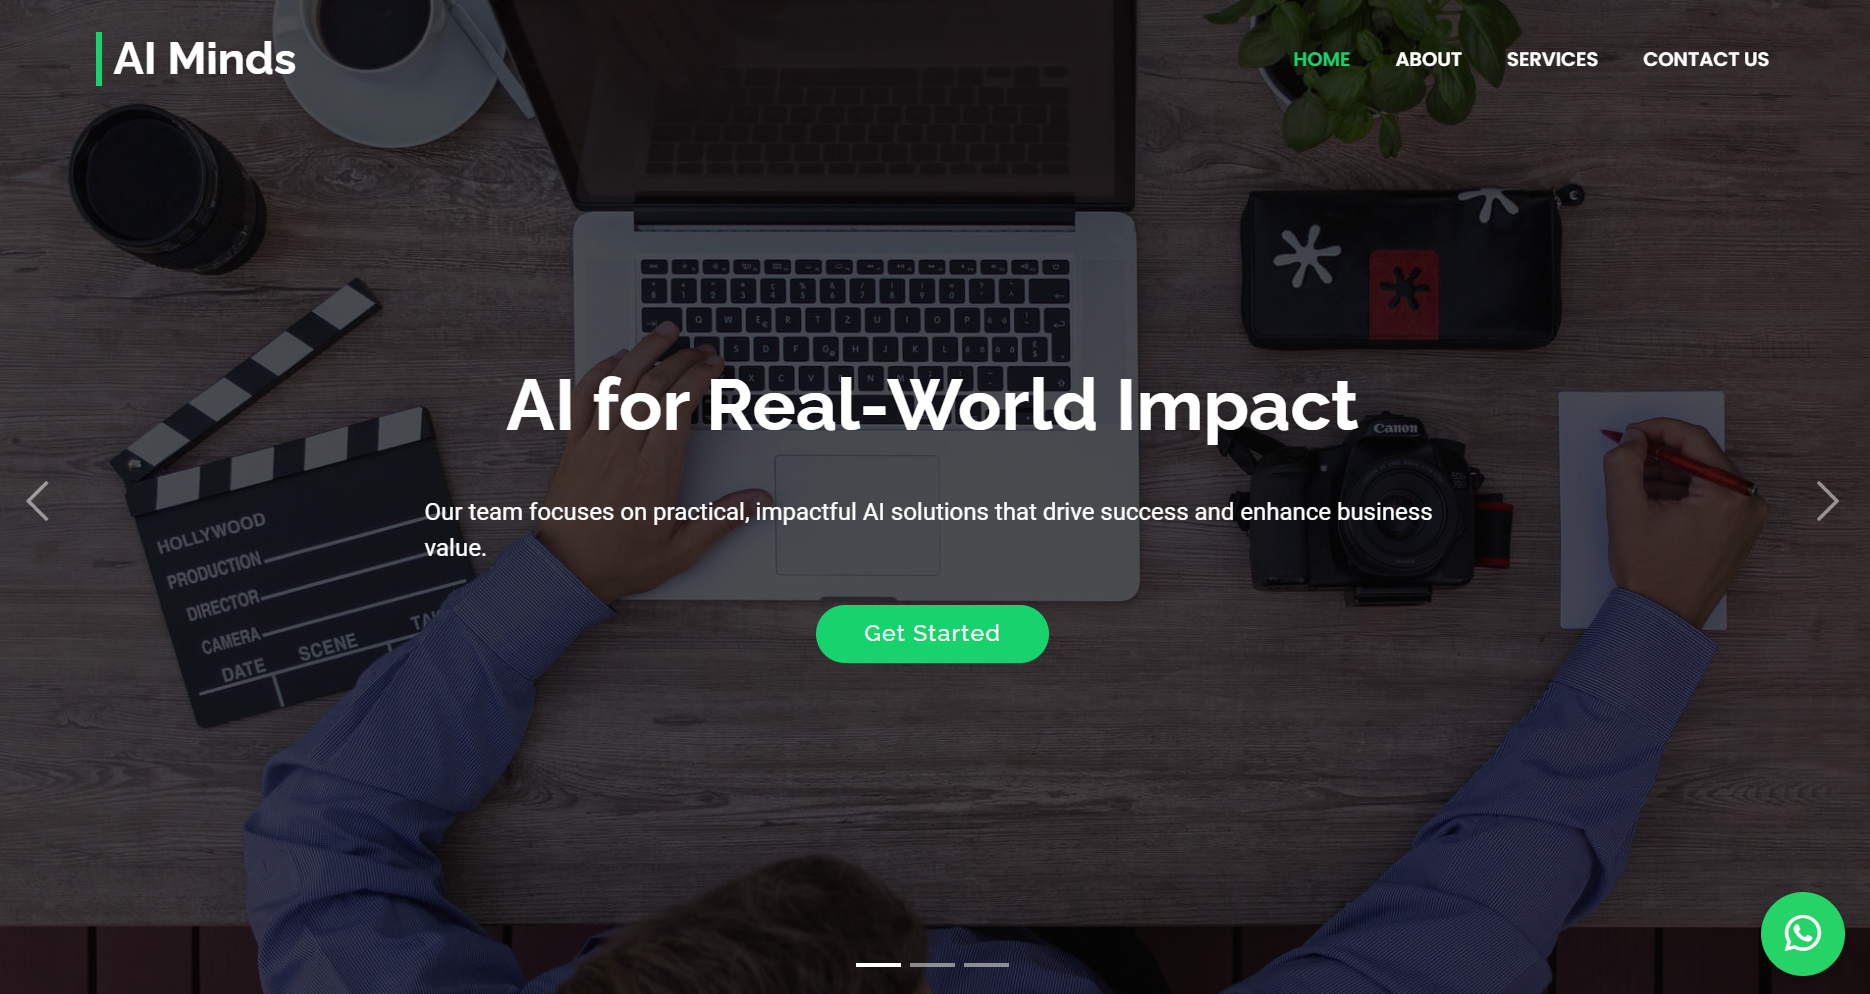 AI Minds
HOME ABOUT SERVICES CONTACT US
AI for Real-World Impact
Canon
Our team focuses on practical, impactful AI solutions that drive success and enhance business
value.
HOLLYWOOD
PRODUCTION
DIRECTOR
CAMERA
DATE SCENE
Get Started